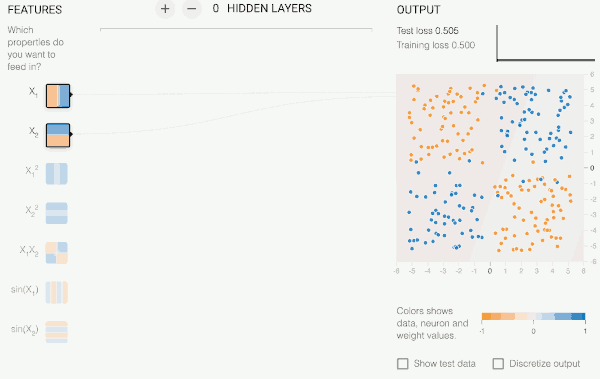 FEATURES
+ − 0 HIDDEN LAYERS
OUTPUT
Which
properties do
you want to
feed in?
Test loss 0.505
Training loss 0.500
X₁
X₂
X₁²
X₂²
X₁X₂
sin(X₁)
sin(X₂)
6
5
4
3
2
1
0
-1
-2
-3
-4
-5
-6
-6 -5 -4 -3 -2 -1 0 1 2 3 4 5 6
Colors shows
data, neuron and
weight values.
-1 0 1
Show test data
Discretize output